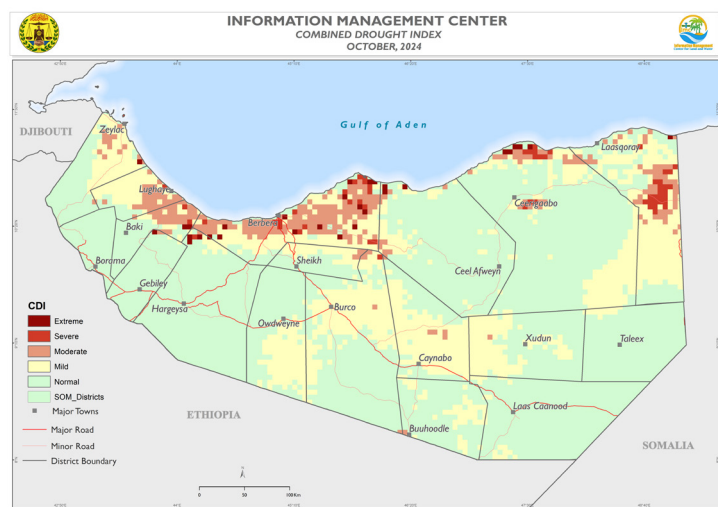 INFORMATION MANAGEMENT CENTER
COMBINED DROUGHT INDEX
OCTOBER, 2024
DJIBOUTI
Gulf of Aden
Zeylac
Laasqoray
Lughaye
Berbera
Ceerigaabo
Baki
Borama
Sheikh
Ceel Afweyn
Gebiley
Hargeysa
Burco
Owdweyne
Xudun
Taleex
Caynabo
Laas Caanood
Buuhoodle
ETHIOPIA
SOMALIA
CDI
Extreme
Severe
Moderate
Mild
Normal
SOM_Districts
Major Towns
Major Road
Minor Road
District Boundary
0 50 100 Km